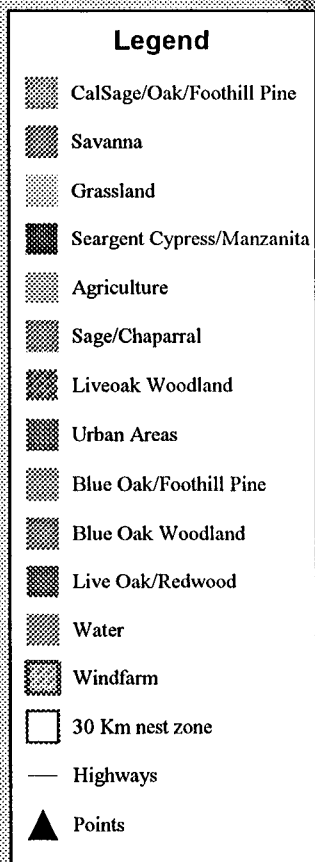 Legend
CalSage/Oak/Foothill Pine
Savanna
Grassland
Seargent Cypress/Manzanita
Agriculture
Sage/Chaparral
Liveoak Woodland
Urban Areas
Blue Oak/Foothill Pine
Blue Oak Woodland
Live Oak/Redwood
Water
Windfarm
30 Km nest zone
Highways
Points